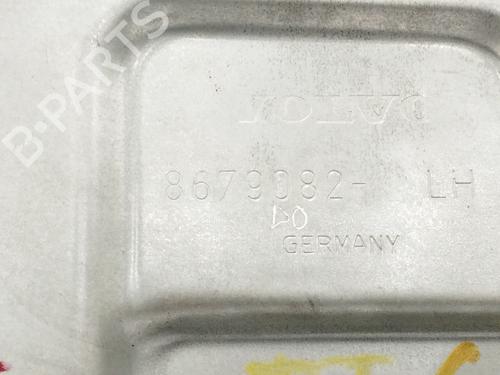 B-PARTS
VOLVO
8679082- LH
GERMANY